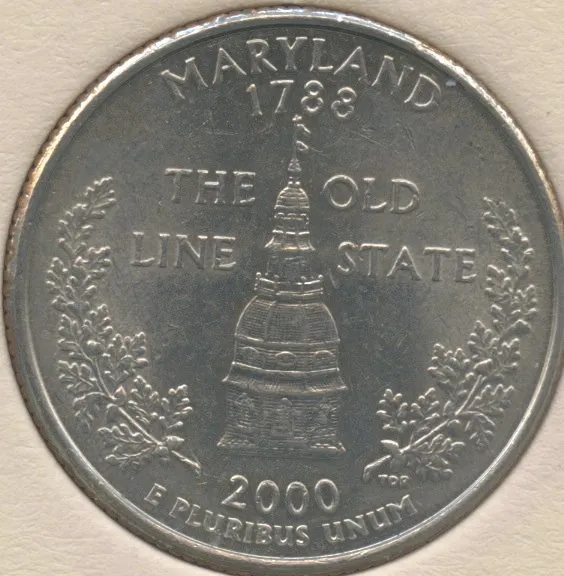 MARYLAND
1788
THE OLD
LINE STATE
2000
TDR
E PLURIBUS UNUM